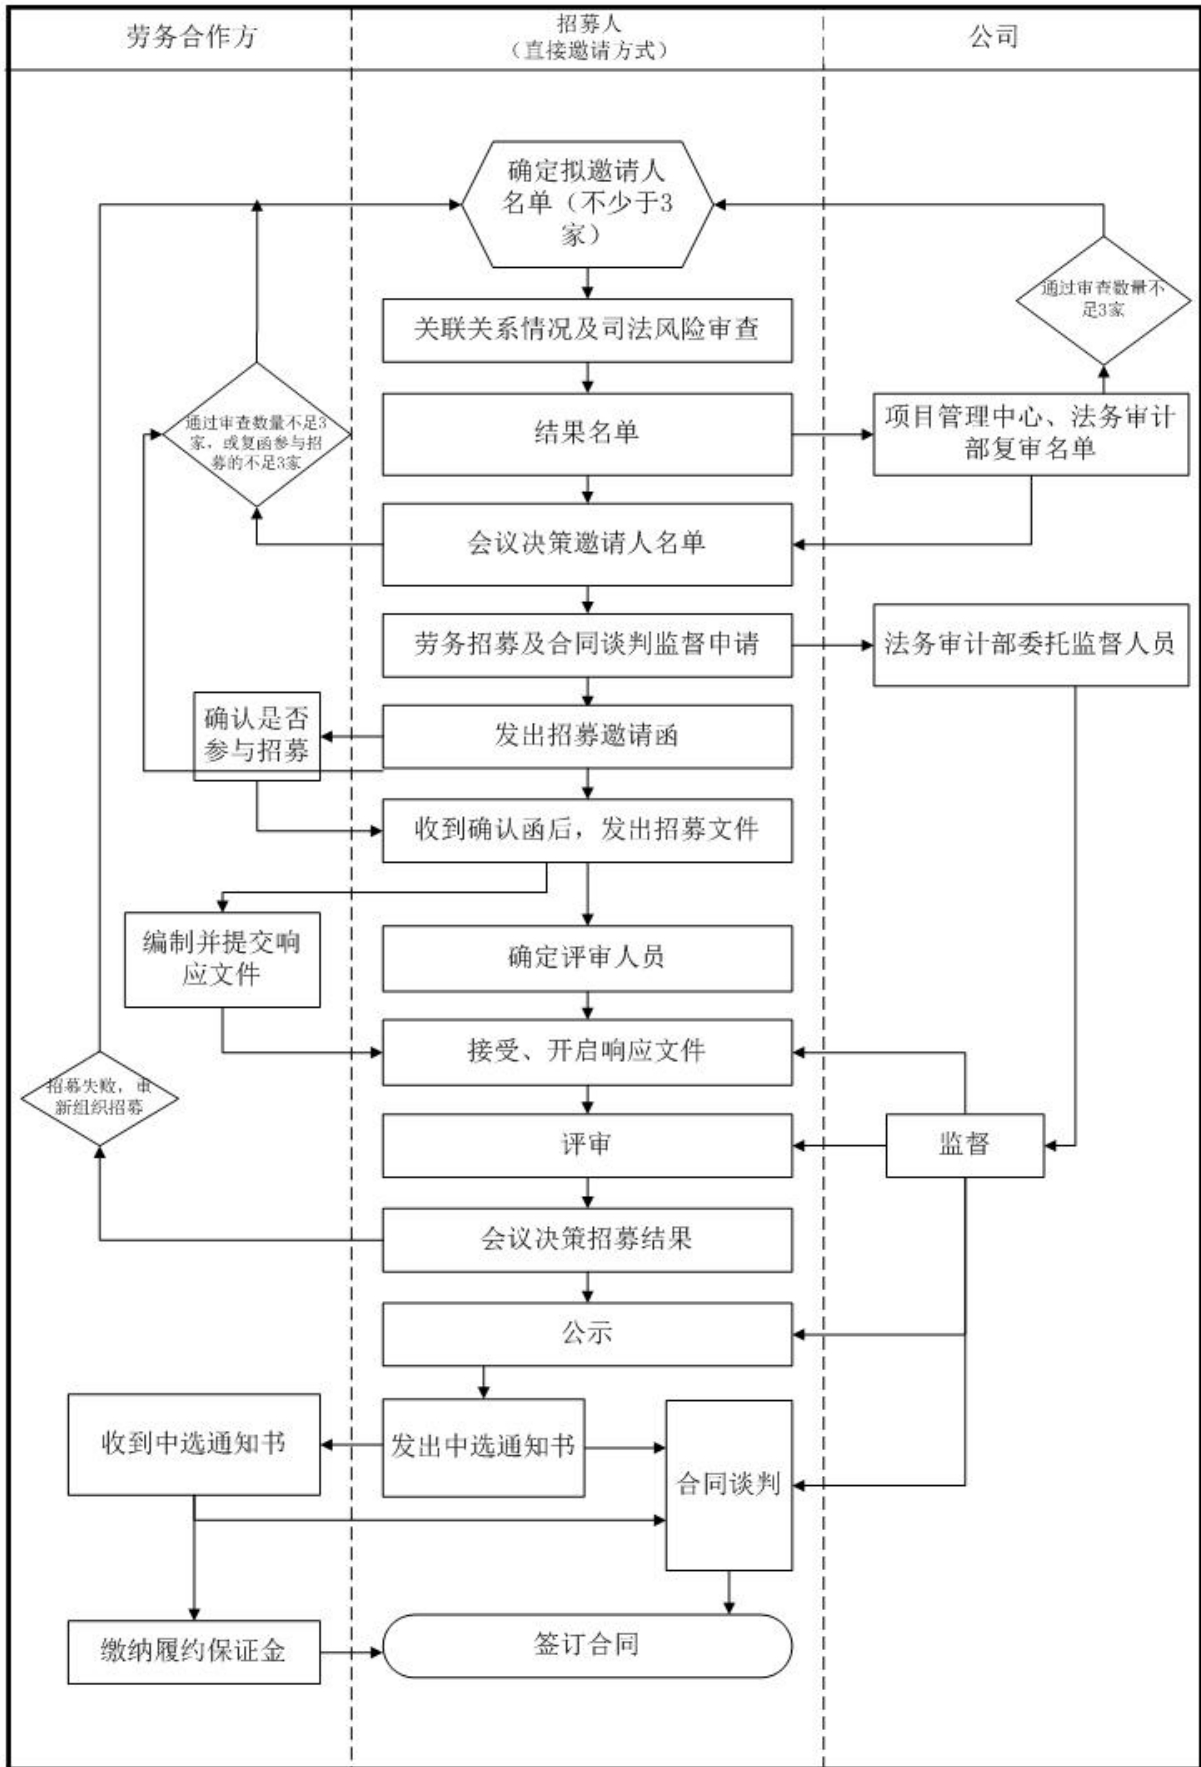 劳务合作方
招募人
（直接邀请方式）
公司
确定拟邀请人
名单（不少于3
家）
通过审查数量不
足3家
关联关系情况及司法风险审查
通过审查数量不足3
家，或复函参与招
募的不足3家
结果名单
项目管理中心、法务审计
部复审名单
会议决策邀请人名单
劳务招募及合同谈判监督申请
法务审计部委托监督人员
确认是否
参与招募
发出招募邀请函
收到确认函后，发出招募文件
编制并提交响
应文件
确定评审人员
接受、开启响应文件
招募失败，重
新组织招募
评审
监督
会议决策招募结果
公示
收到中选通知书
发出中选通知书
合同谈判
缴纳履约保证金
签订合同